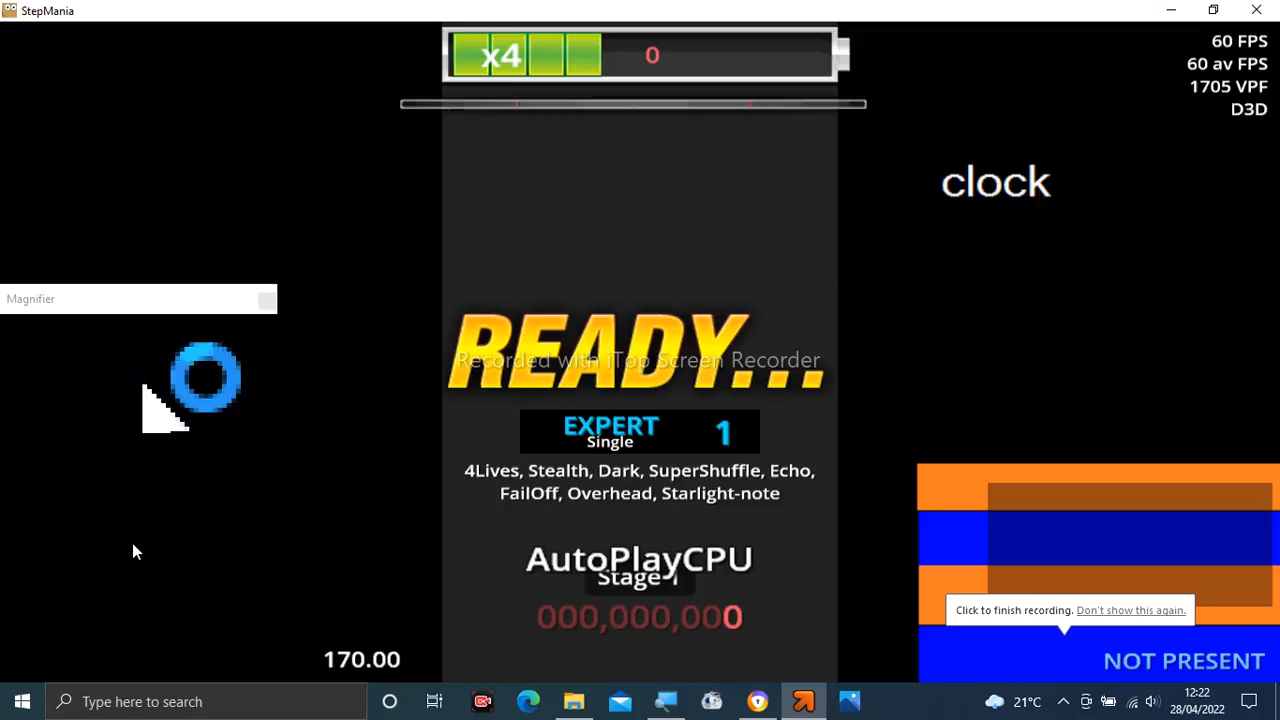 StepMania
x4
0
60 FPS
60 av FPS
1705 VPF
D3D
clock
Magnifier
READY...
Recorded with iTop Screen Recorder
EXPERT
1
Single
4Lives, Stealth, Dark, SuperShuffle, Echo,
FailOff, Overhead, Starlight-note
AutoPlayCPU
Stage 1
000,000,000
Click to finish recording. Don't show this again.
170.00
NOT PRESENT
Type here to search
21°C
12:22
28/04/2022